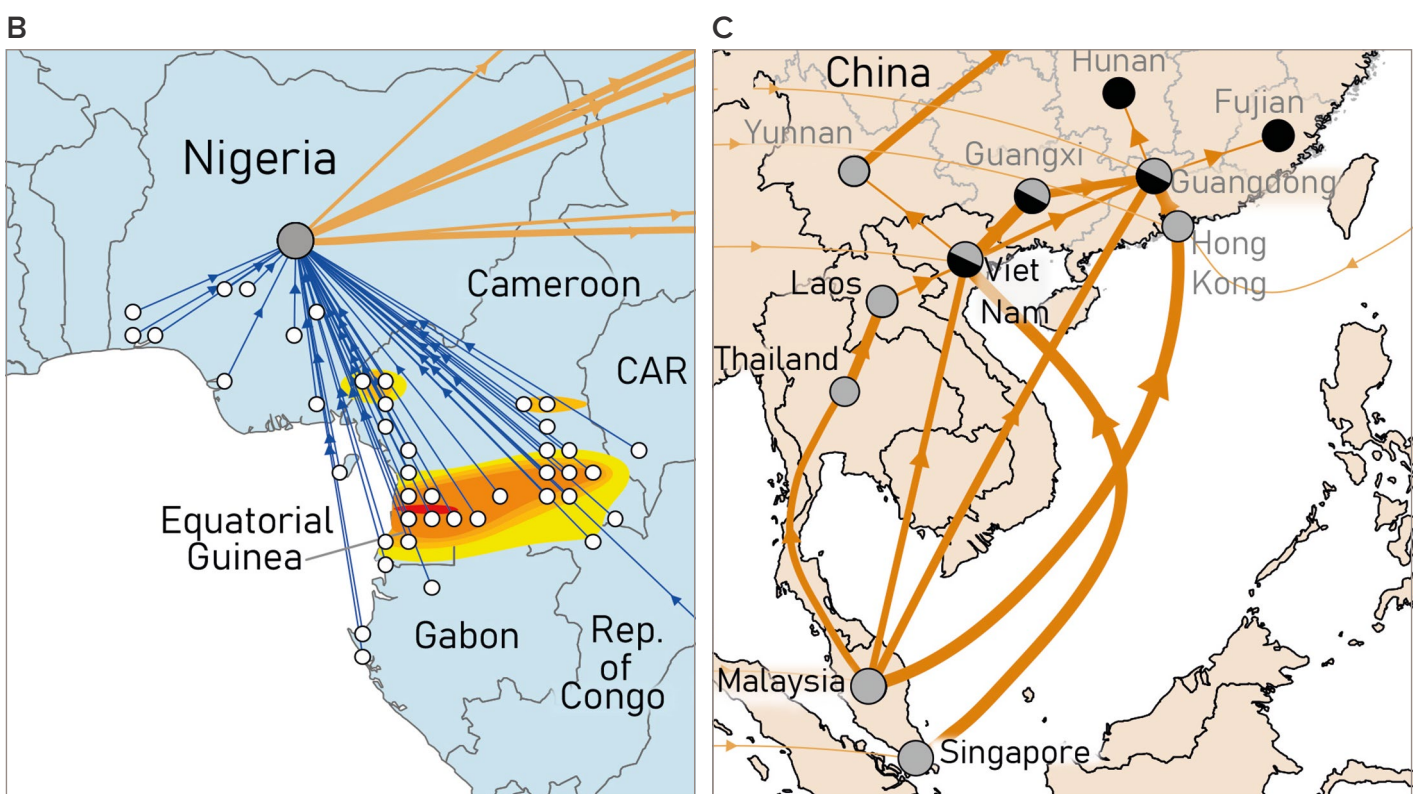 B
Nigeria
Cameroon
CAR
Equatorial
Guinea
Gabon
Rep.
of
Congo
C
China
Hunan
Fujian
Yunnan
Guangxi
Guangdong
Hong
Kong
Viet
Nam
Laos
Thailand
Malaysia
Singapore